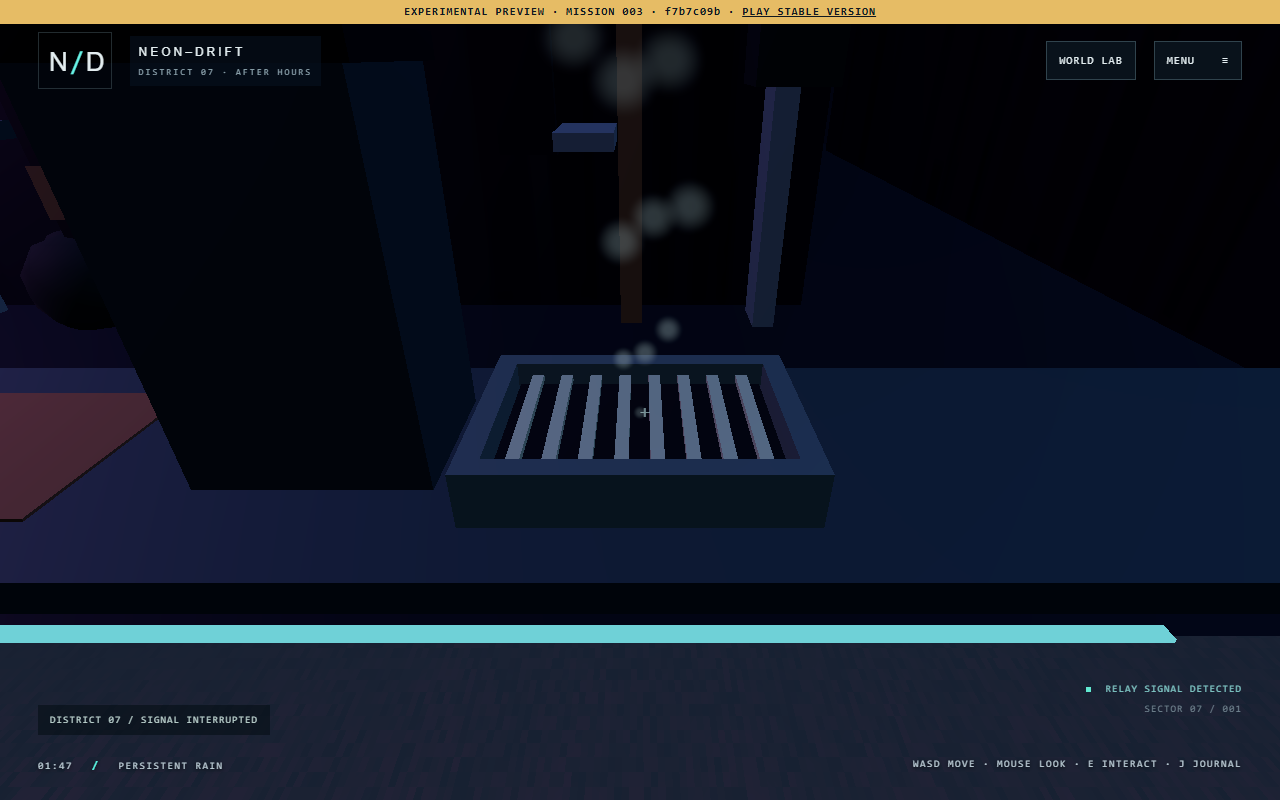 EXPERIMENTAL PREVIEW · MISSION 003 · f7b7c09b · PLAY STABLE VERSION
N/D
NEON—DRIFT
DISTRICT 07 · AFTER HOURS
WORLD LAB
MENU ≡
RELAY SIGNAL DETECTED
SECTOR 07 / 001
DISTRICT 07 / SIGNAL INTERRUPTED
01:47 / PERSISTENT RAIN
WASD MOVE · MOUSE LOOK · E INTERACT · J JOURNAL